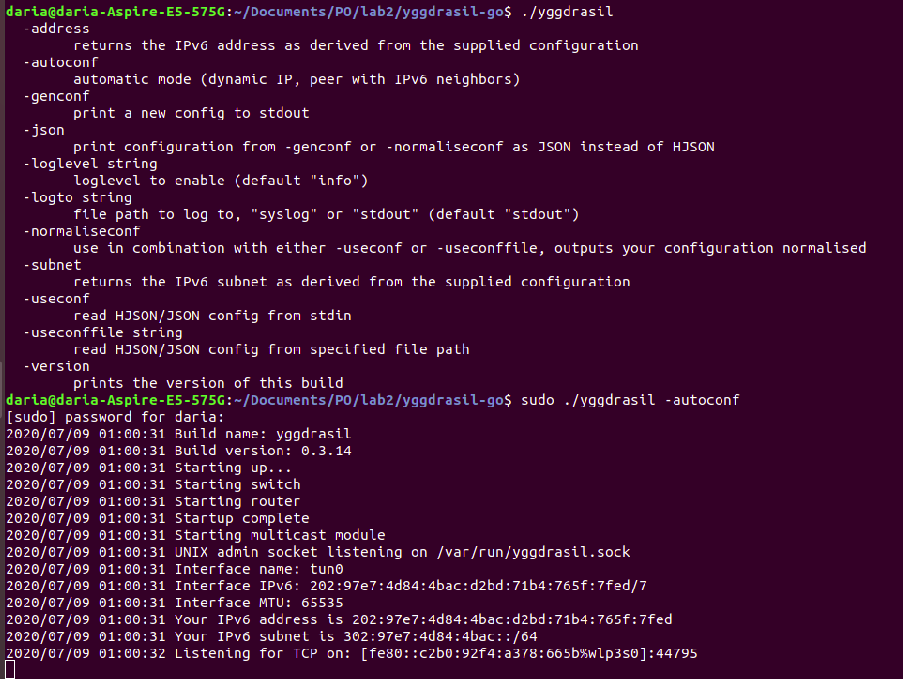 daria@daria-Aspire-E5-575G:~/Documents/PO/lab2/yggdrasil-go$ ./yggdrasil
  -address
        returns the IPv6 address as derived from the supplied configuration
  -autoconf
        automatic mode (dynamic IP, peer with IPv6 neighbors)
  -genconf
        print a new config to stdout
  -json
        print configuration from -genconf or -normaliseconf as JSON instead of HJSON
  -loglevel string
        loglevel to enable (default "info")
  -logto string
        file path to log to, "syslog" or "stdout" (default "stdout")
  -normaliseconf
        use in combination with either -useconf or -useconffile, outputs your configuration normalised
  -subnet
        returns the IPv6 subnet as derived from the supplied configuration
  -useconf
        read HJSON/JSON config from stdin
  -useconffile string
        read HJSON/JSON config from specified file path
  -version
        prints the version of this build
daria@daria-Aspire-E5-575G:~/Documents/PO/lab2/yggdrasil-go$ sudo ./yggdrasil -autoconf
[sudo] password for daria:
2020/07/09 01:00:31 Build name: yggdrasil
2020/07/09 01:00:31 Build version: 0.3.14
2020/07/09 01:00:31 Starting up...
2020/07/09 01:00:31 Starting switch
2020/07/09 01:00:31 Starting router
2020/07/09 01:00:31 Startup complete
2020/07/09 01:00:31 Starting multicast module
2020/07/09 01:00:31 UNIX admin socket listening on /var/run/yggdrasil.sock
2020/07/09 01:00:31 Interface name: tun0
2020/07/09 01:00:31 Interface IPv6: 202:97e7:4d84:4bac:d2bd:71b4:765f:7fed/7
2020/07/09 01:00:31 Interface MTU: 65535
2020/07/09 01:00:31 Your IPv6 address is 202:97e7:4d84:4bac:d2bd:71b4:765f:7fed
2020/07/09 01:00:31 Your IPv6 subnet is 302:97e7:4d84:4bac::/64
2020/07/09 01:00:32 Listening for TCP on: [fe80::c2b0:92f4:a378:665b%wlp3s0]:44795